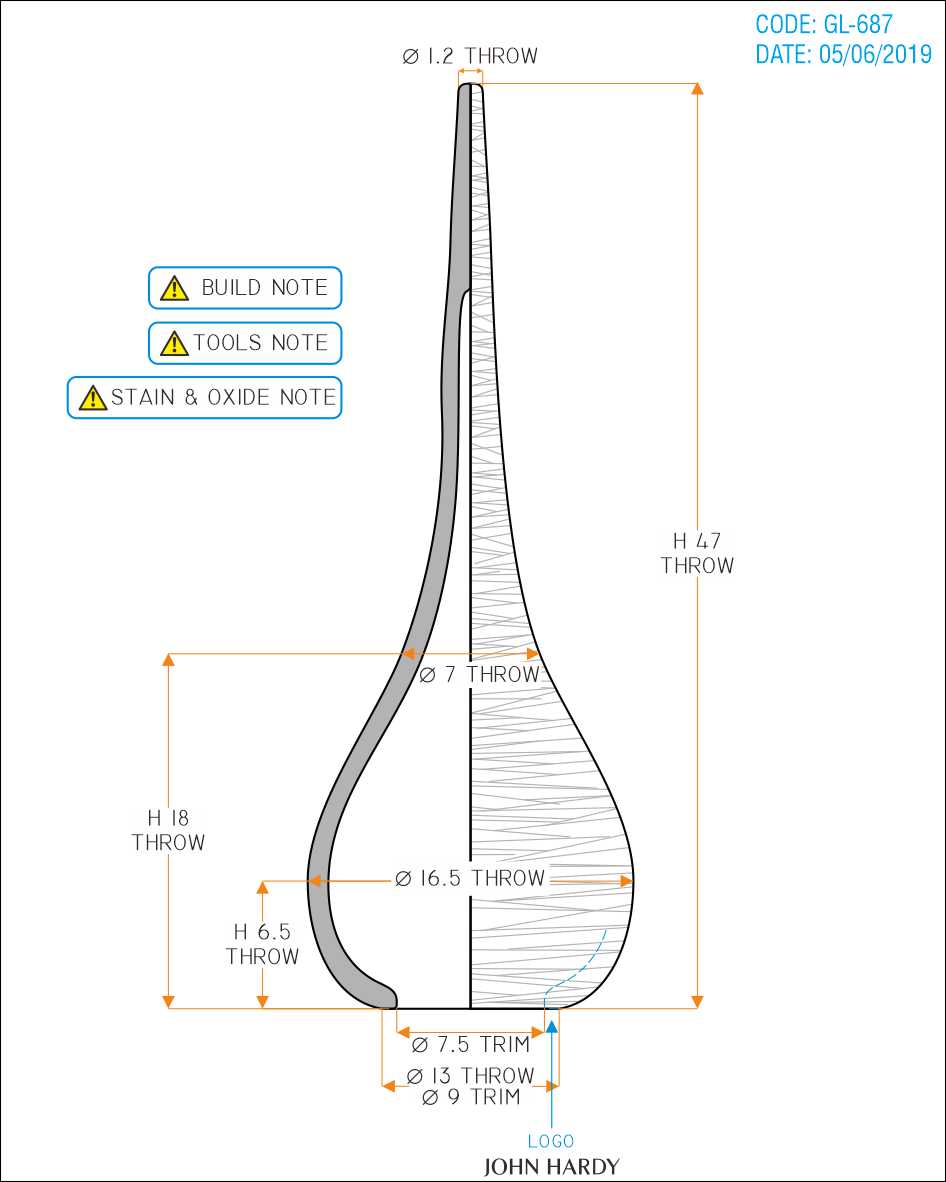 CODE: GL-687
DATE: 05/06/2019
Ø 1.2 THROW
BUILD NOTE
TOOLS NOTE
STAIN & OXIDE NOTE
H 47
THROW
Ø 7 THROW
H 18
THROW
Ø 16.5 THROW
H 6.5
THROW
Ø 7.5 TRIM
Ø 13 THROW
Ø 9 TRIM
LOGO
JOHN HARDY